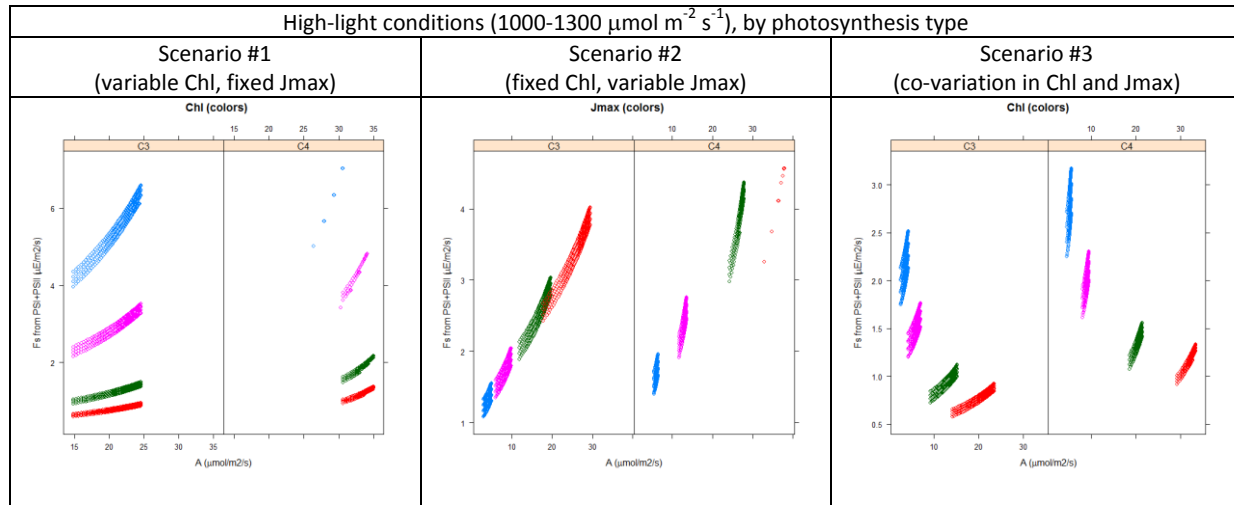 High-light conditions (1000-1300 μmol m⁻² s⁻¹), by photosynthesis type
Scenario #1
(variable Chl, fixed Jmax)
Scenario #2
(fixed Chl, variable Jmax)
Scenario #3
(co-variation in Chl and Jmax)
Chl (colors)
15 20 25 30 35
C3 C4
Fs from PSI+PSII μE/m2/s)
6
4
2
15 20 25 30 35
A (μmol/m2/s)
Jmax (colors)
10 20 30
C3 C4
Fs from PSI+PSII μE/m2/s)
4
3
2
1
10 20 30
A (μmol/m2/s)
Chl (colors)
10 20 30
C3 C4
Fs from PSI+PSII μE/m2/s)
3.0
2.5
2.0
1.5
1.0
0.5
10 20 30
A (μmol/m2/s)